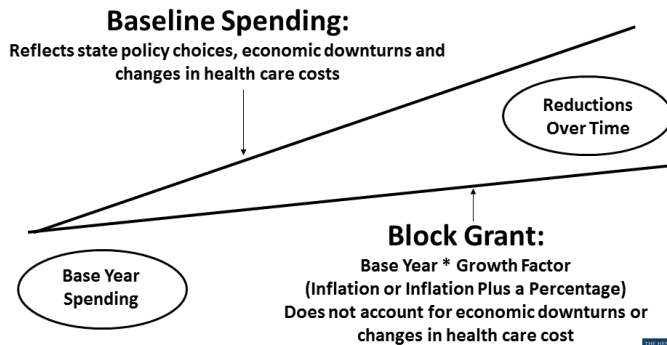 Baseline Spending:
Reflects state policy choices, economic downturns and
changes in health care costs
Reductions
Over Time
Base Year
Spending
Block Grant:
Base Year * Growth Factor
(Inflation or Inflation Plus a Percentage)
Does not account for economic downturns or
changes in health care cost